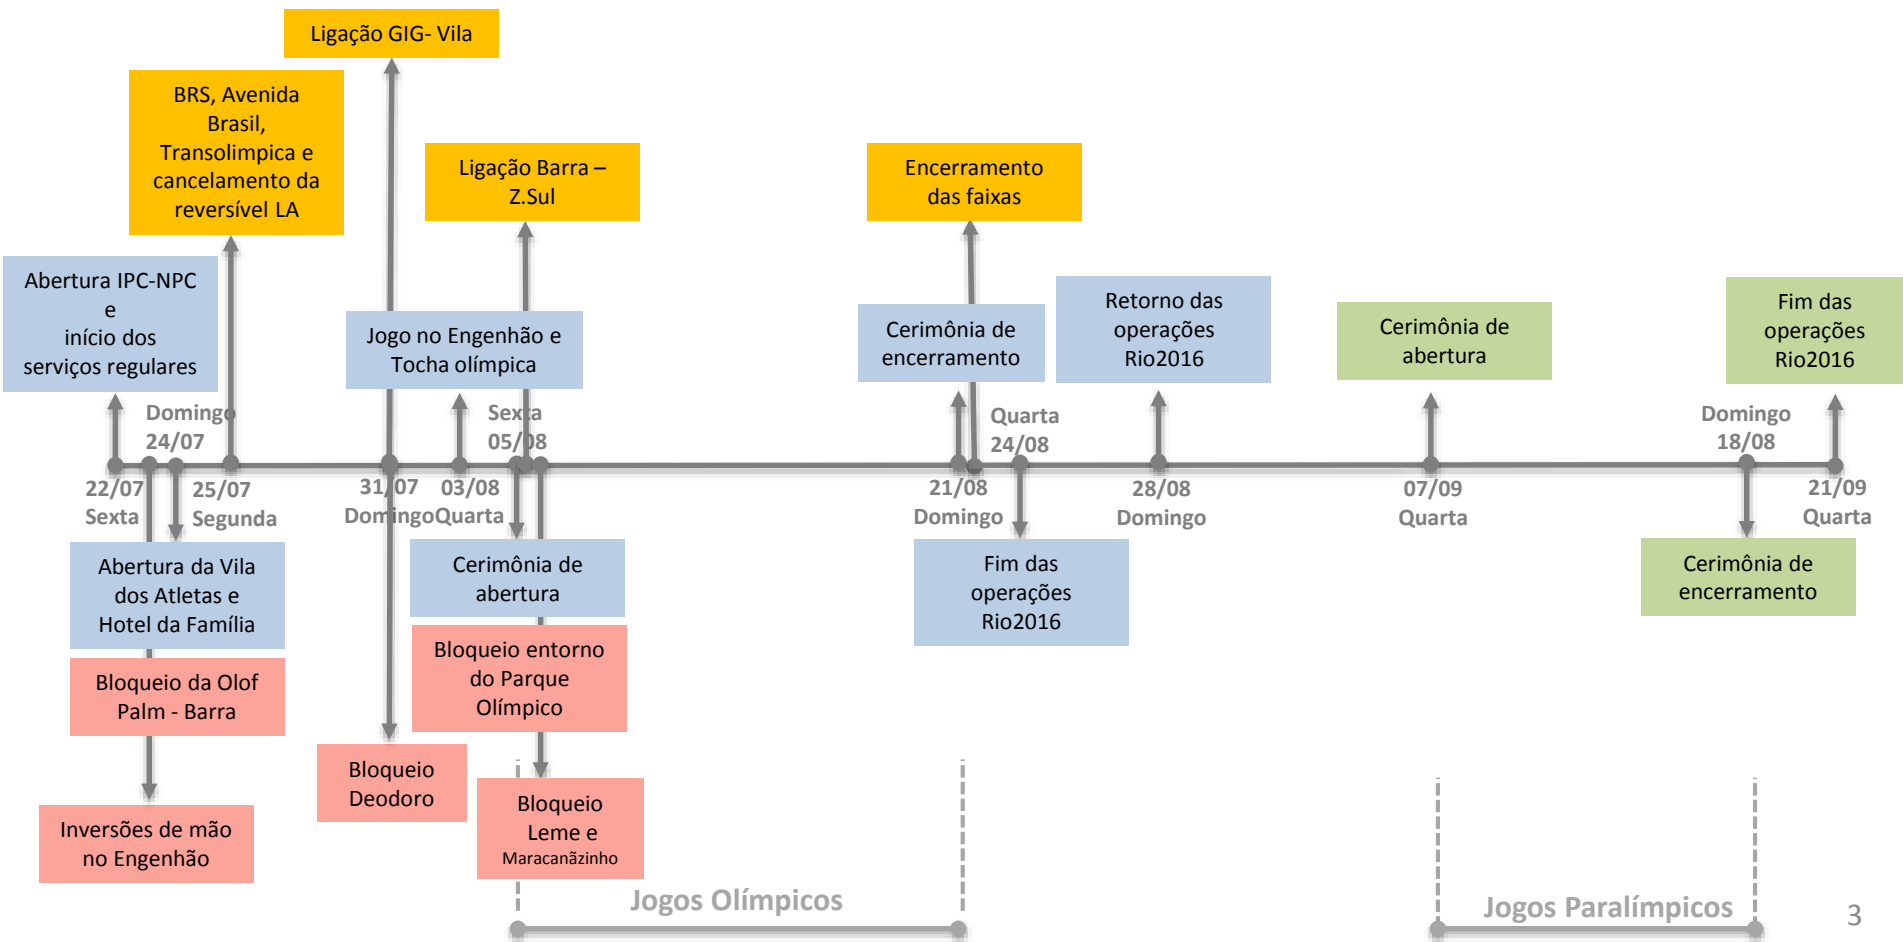 Ligação GIG- Vila
BRS, Avenida
Brasil,
Transolimpica e
cancelamento da
reversível LA
Ligação Barra –
Z.Sul
Encerramento
das faixas
Abertura IPC-NPC
e
início dos
serviços regulares
Jogo no Engenhão e
Tocha olímpica
Cerimônia de
encerramento
Retorno das
operações
Rio2016
Cerimônia de
abertura
Fim das
operações
Rio2016
Domingo
24/07
Sexta
05/08
Quarta
24/08
Domingo
18/08
22/07
Sexta
25/07
Segunda
31/07
Domingo
03/08
Quarta
21/08
Domingo
28/08
Domingo
07/09
Quarta
21/09
Quarta
Abertura da Vila
dos Atletas e
Hotel da Família
Cerimônia de
abertura
Fim das
operações
Rio2016
Cerimônia de
encerramento
Bloqueio da Olof
Palm - Barra
Bloqueio entorno
do Parque
Olímpico
Inversões de mão
no Engenhão
Bloqueio
Deodoro
Bloqueio
Leme e
Maracanãzinho
Jogos Olímpicos
Jogos Paralímpicos
3